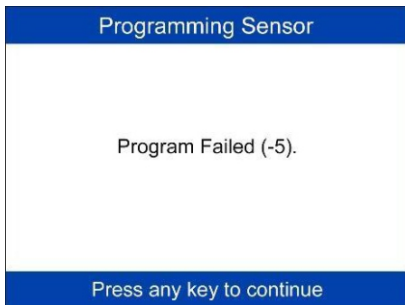 Programming Sensor
Program Failed (-5).
Press any key to continue